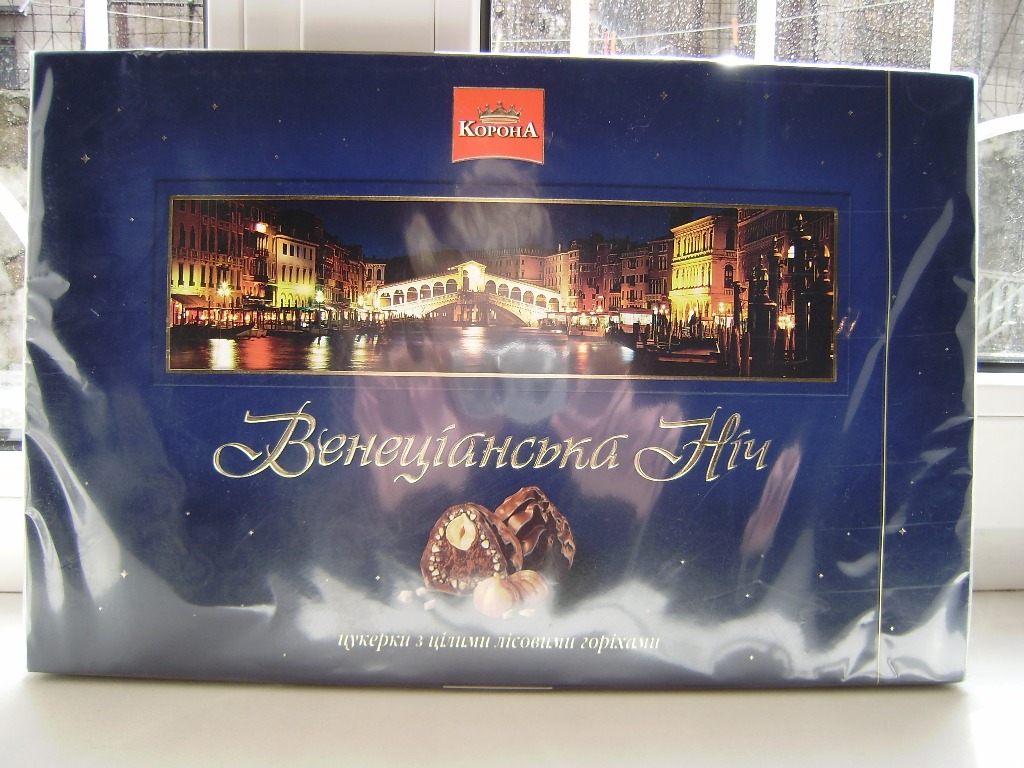 КоронА
Венеціанська Ніч
цукерки з цілими лісовими горіхами